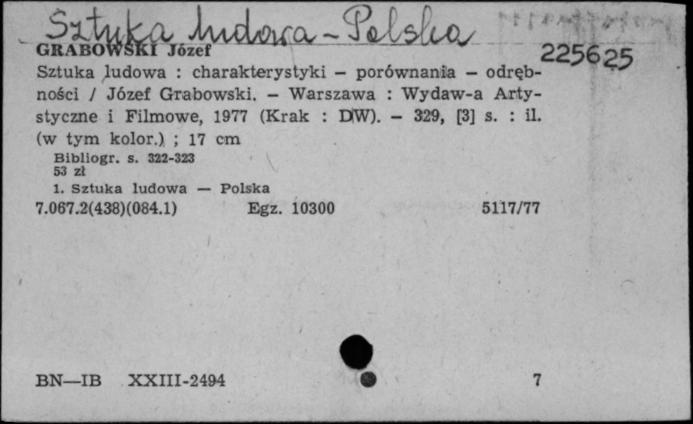 Sztuka ludowa - Polska
GRABOWSKI Józef
225625
Sztuka ludowa : charakterystyki — porównania — odręb-
ności / Józef Grabowski. — Warszawa : Wydaw-a Arty-
styczne i Filmowe, 1977 (Krak : DW). — 329, [3] s. : il.
(w tym kolor.) ; 17 cm
Bibliogr. s. 322-323
53 zł
1. Sztuka ludowa — Polska
7.067.2(438)(084.1) Egz. 10300 5117/77
BN—IB XXIII-2494 7